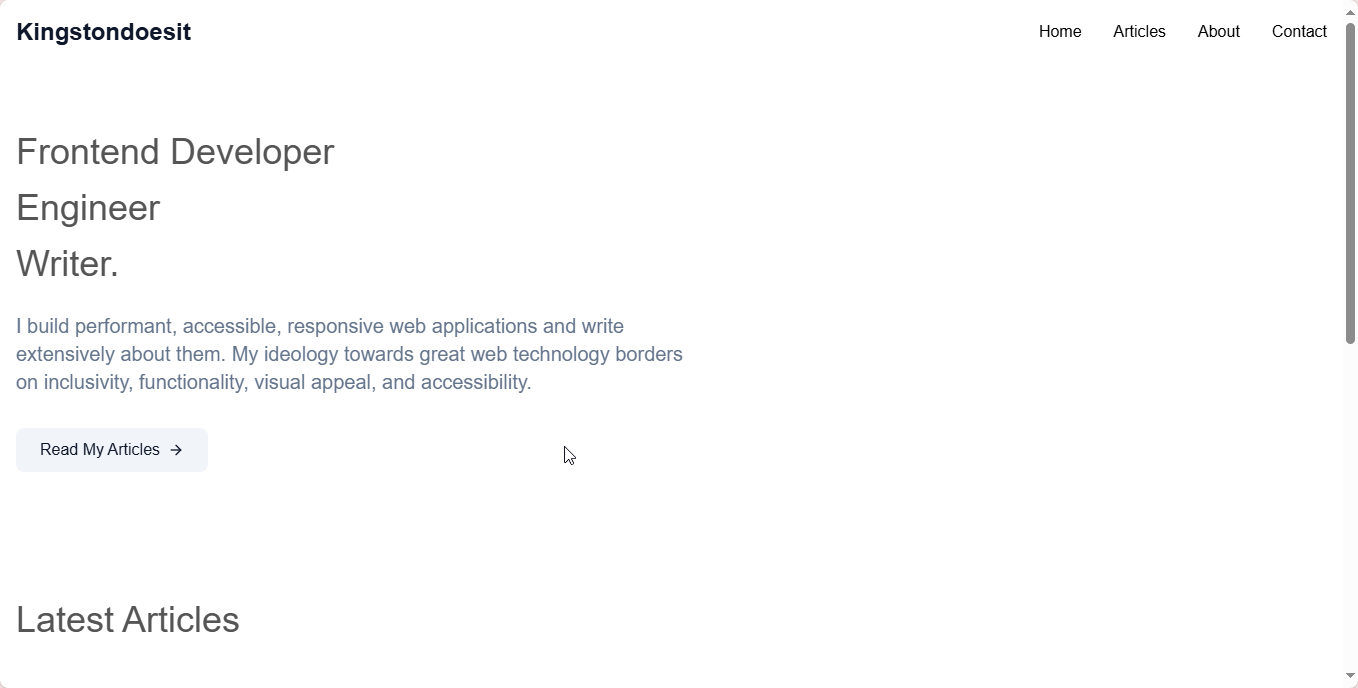 Kingstondoesit
Home Articles About Contact
Frontend Developer
Engineer
Writer.
I build performant, accessible, responsive web applications and write
extensively about them. My ideology towards great web technology borders
on inclusivity, functionality, visual appeal, and accessibility.
Read My Articles →
Latest Articles